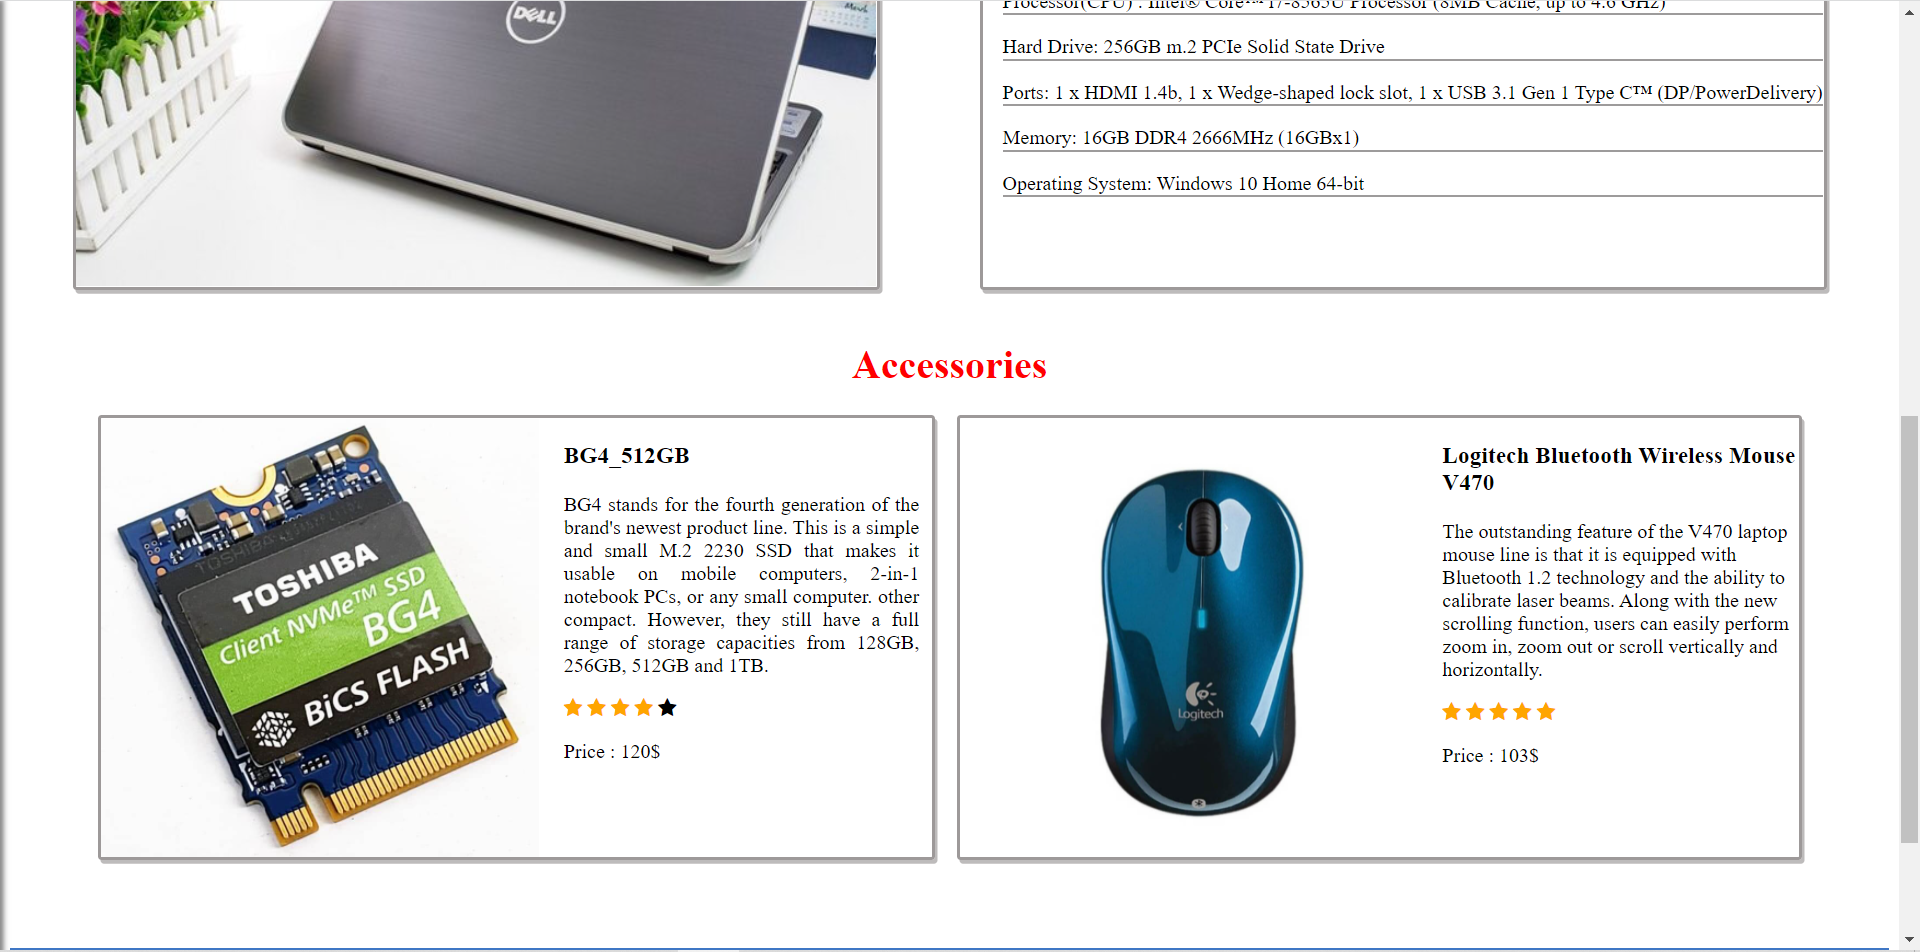 DELL
Processor(CPU) : Intel® Core™ i7-8565U Processor (8MB Cache, up to 4.6 GHz)
Hard Drive: 256GB m.2 PCIe Solid State Drive
Ports: 1 x HDMI 1.4b, 1 x Wedge-shaped lock slot, 1 x USB 3.1 Gen 1 Type C™ (DP/PowerDelivery)
Memory: 16GB DDR4 2666MHz (16GBx1)
Operating System: Windows 10 Home 64-bit
Accessories
TOSHIBA
Client NVMe™ SSD
BG4
BiCS FLASH
BG4_512GB
BG4 stands for the fourth generation of the
brand's newest product line. This is a simple
and small M.2 2230 SSD that makes it
usable on mobile computers, 2-in-1
notebook PCs, or any small computer. other
compact. However, they still have a full
range of storage capacities from 128GB,
256GB, 512GB and 1TB.
Price : 120$
Logitech
Logitech Bluetooth Wireless Mouse
V470
The outstanding feature of the V470 laptop
mouse line is that it is equipped with
Bluetooth 1.2 technology and the ability to
calibrate laser beams. Along with the new
scrolling function, users can easily perform
zoom in, zoom out or scroll vertically and
horizontally.
Price : 103$